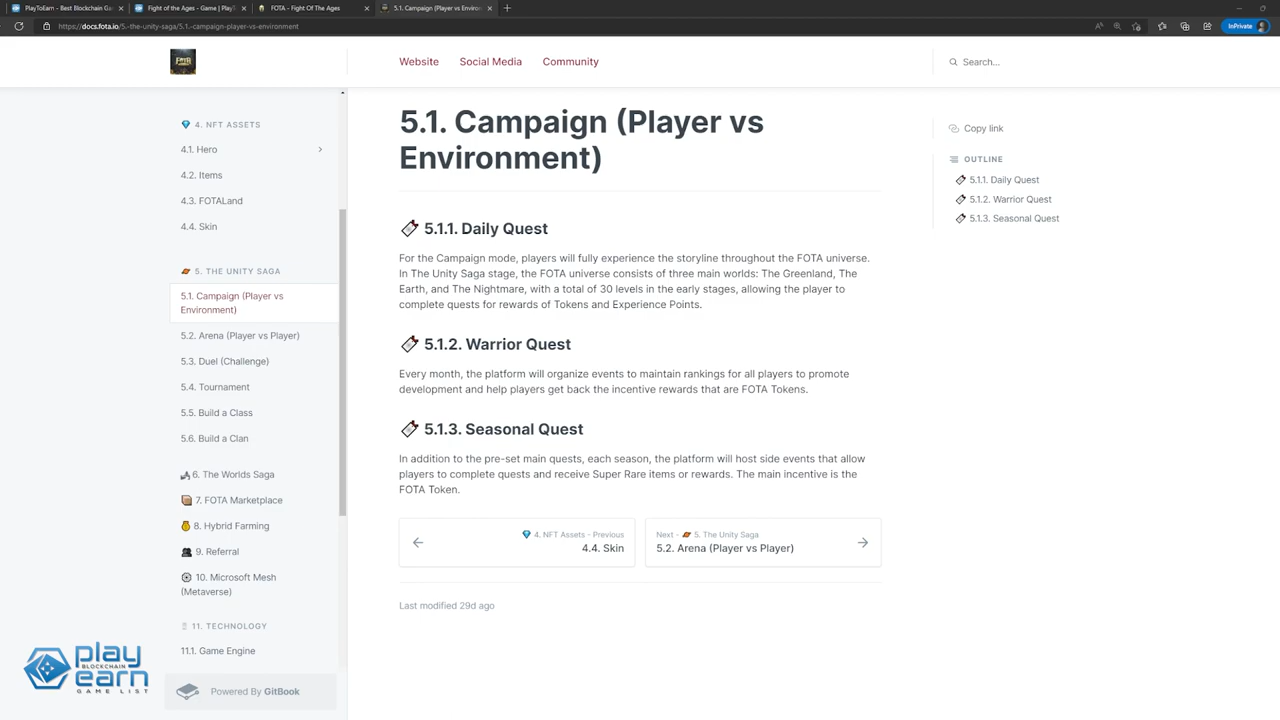 PlayToEarn - Best Blockchain Gam
Fight of the Ages - Game | PlayT
FOTA - Fight Of The Ages
5.1. Campaign (Player vs Environ
https://docs.fota.io/5.-the-unity-saga/5.1.-campaign-player-vs-environment
InPrivate
FOTA
Website
Social Media
Community
Search...
4. NFT ASSETS
4.1. Hero
4.2. Items
4.3. FOTALand
4.4. Skin
5. THE UNITY SAGA
5.1. Campaign (Player vs
Environment)
5.2. Arena (Player vs Player)
5.3. Duel (Challenge)
5.4. Tournament
5.5. Build a Class
5.6. Build a Clan
6. The Worlds Saga
7. FOTA Marketplace
8. Hybrid Farming
9. Referral
10. Microsoft Mesh
(Metaverse)
11. TECHNOLOGY
11.1. Game Engine
Powered By GitBook
play
BLOCKCHAIN
earn
GAME LIST
5.1. Campaign (Player vs
Environment)
5.1.1. Daily Quest
For the Campaign mode, players will fully experience the storyline throughout the FOTA universe.
In The Unity Saga stage, the FOTA universe consists of three main worlds: The Greenland, The
Earth, and The Nightmare, with a total of 30 levels in the early stages, allowing the player to
complete quests for rewards of Tokens and Experience Points.
5.1.2. Warrior Quest
Every month, the platform will organize events to maintain rankings for all players to promote
development and help players get back the incentive rewards that are FOTA Tokens.
5.1.3. Seasonal Quest
In addition to the pre-set main quests, each season, the platform will host side events that allow
players to complete quests and receive Super Rare items or rewards. The main incentive is the
FOTA Token.
4. NFT Assets - Previous
4.4. Skin
Next - 5. The Unity Saga
5.2. Arena (Player vs Player)
Last modified 29d ago
Copy link
OUTLINE
5.1.1. Daily Quest
5.1.2. Warrior Quest
5.1.3. Seasonal Quest